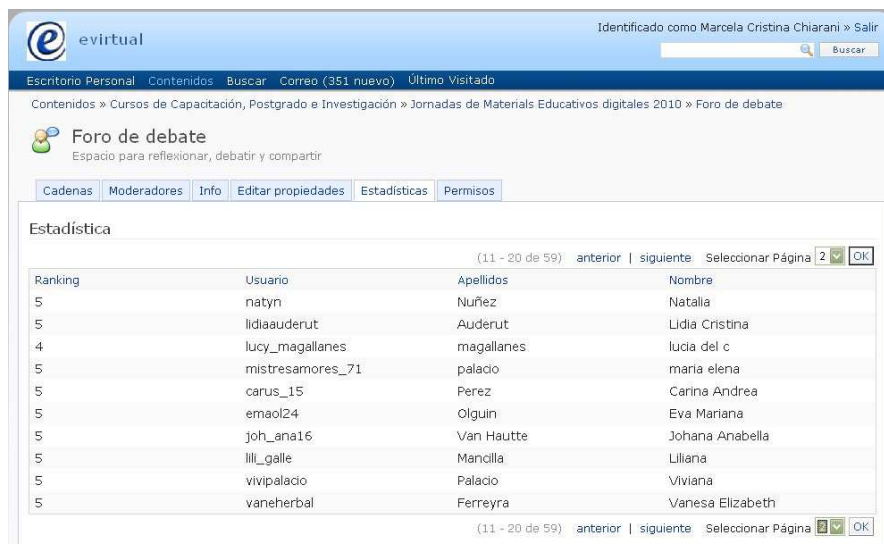 Identificado como Marcela Cristina Chiarani » Salir
e evirtual
Buscar
Escritorio Personal Contenidos Buscar Correo (351 nuevo) Último Visitado
Contenidos » Cursos de Capacitación, Postgrado e Investigación » Jornadas de Materials Educativos digitales 2010 » Foro de debate
Foro de debate
Espacio para reflexionar, debatir y compartir
Cadenas Moderadores Info Editar propiedades Estadísticas Permisos
Estadística
(11 - 20 de 59) anterior | siguiente Seleccionar Página 2 OK
Ranking Usuario Apellidos Nombre
5 natyn Nuñez Natalia
5 lidiaauderut Auderut Lidia Cristina
4 lucy_magallanes magallanes lucia del c
5 mistresamores_71 palacio maria elena
5 carus_15 Perez Carina Andrea
5 emaol24 Olguin Eva Mariana
5 joh_ana16 Van Hautte Johana Anabella
5 lili_galle Mancilla Liliana
5 vivipalacio Palacio Viviana
5 vaneherbal Ferreyra Vanesa Elizabeth
(11 - 20 de 59) anterior | siguiente Seleccionar Página 2 OK